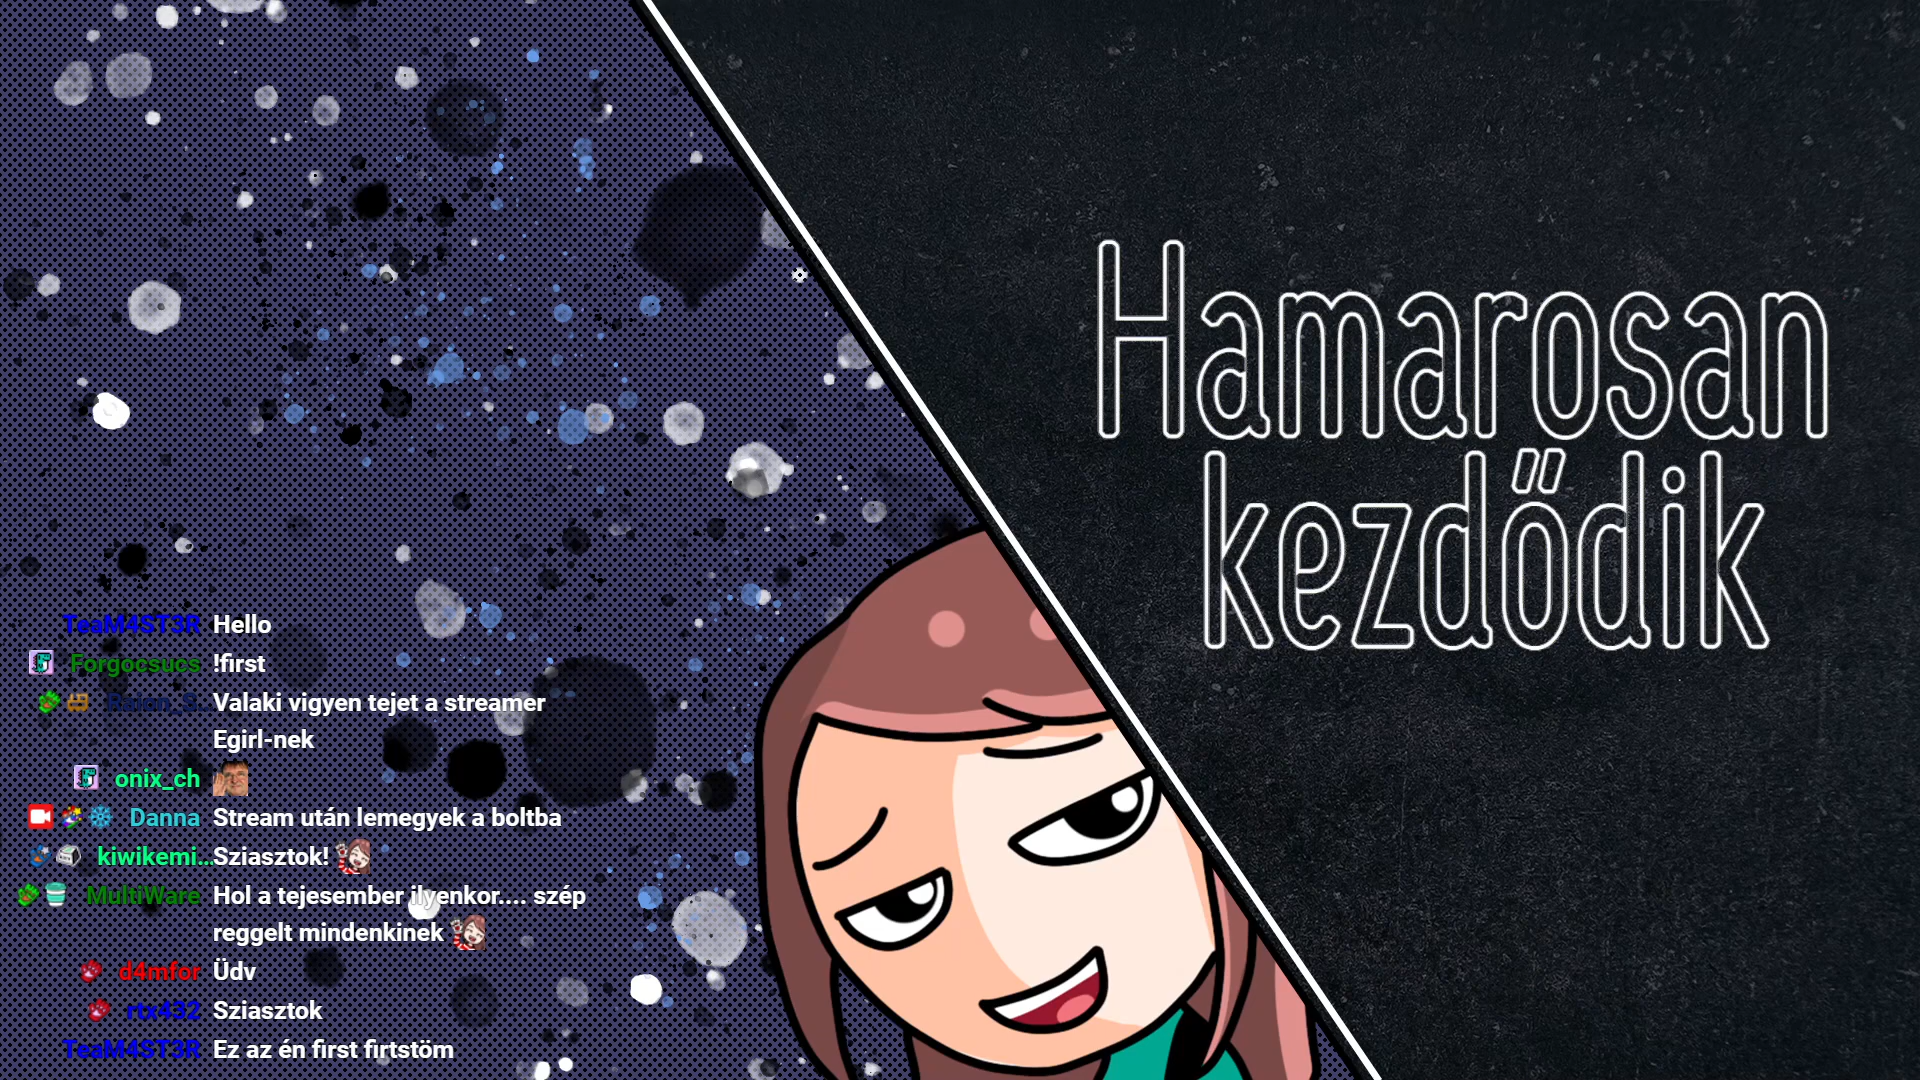 Hamarosan
kezdődik
TeaM4ST3R Hello
Forgocsucs !first
Valaki vigyen tejet a streamer
Egirl-nek
onix_ch
Danna Stream után lemegyek a boltba
kiwikemi... Sziasztok!
MultiWare Hol a tejesember ilyenkor.... szép
reggelt mindenkinek
d4mfor Üdv
rtx432 Sziasztok
TeaM4ST3R Ez az én first firtstöm